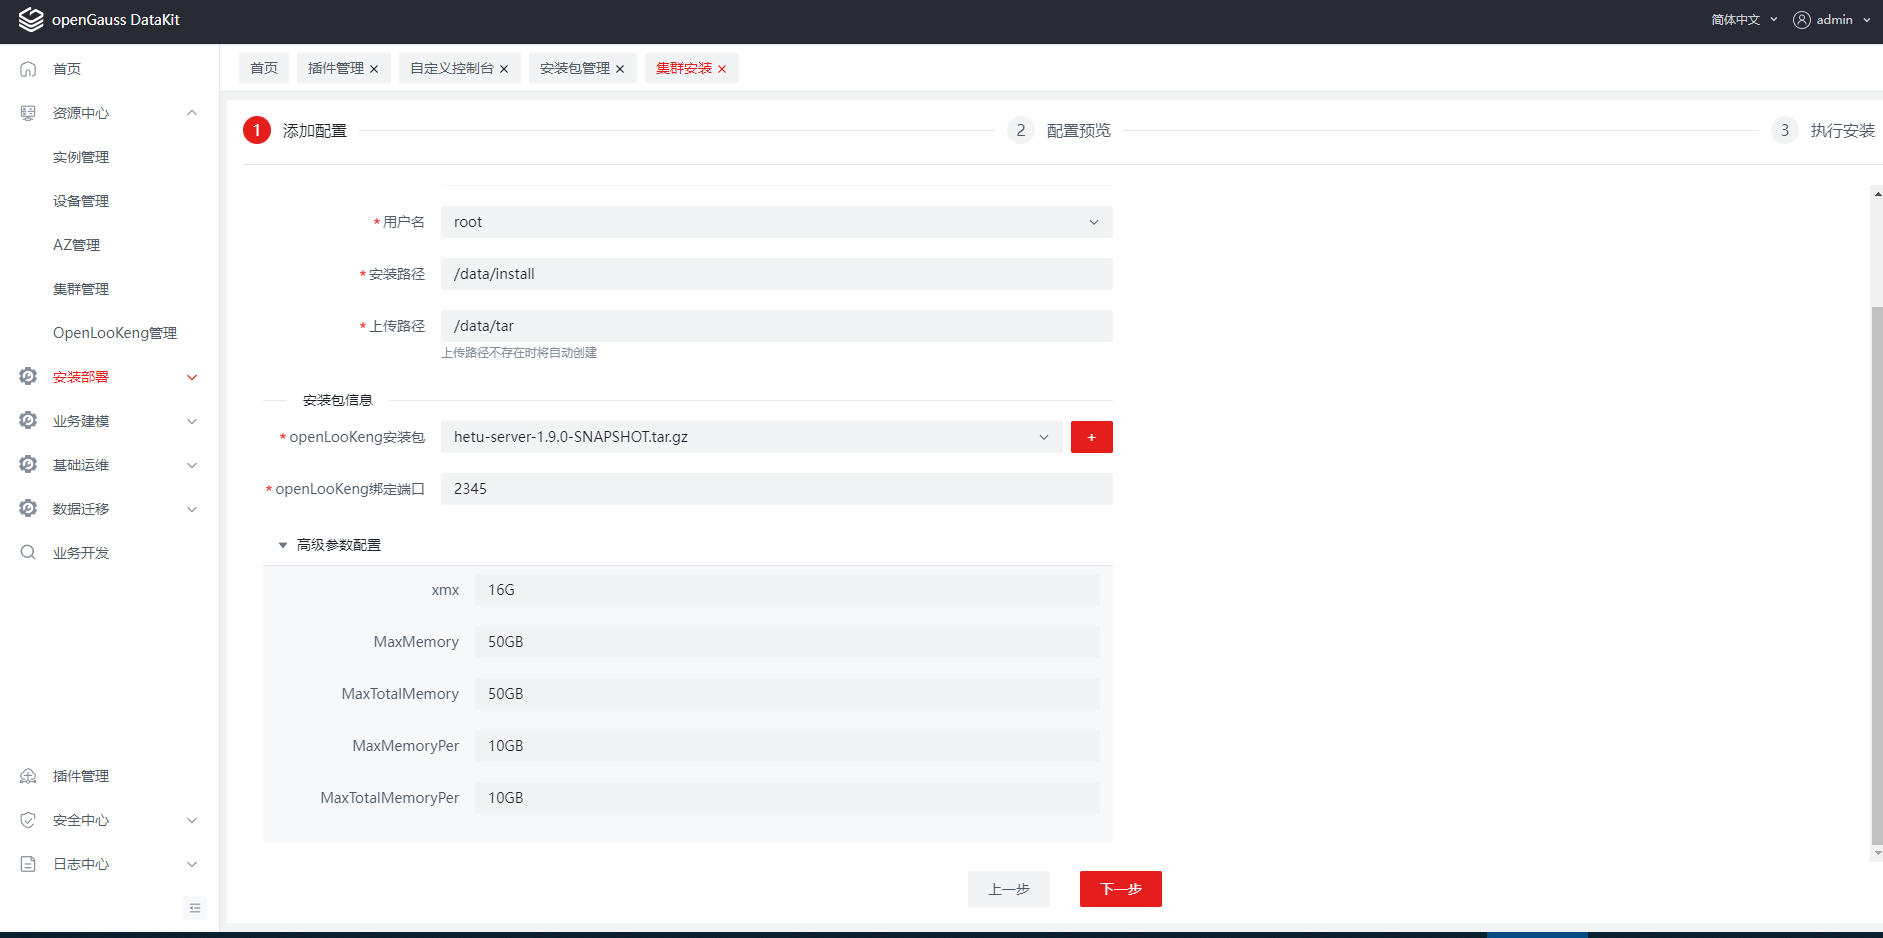 openGauss DataKit
简体中文 admin
首页
资源中心
实例管理
设备管理
AZ管理
集群管理
OpenLooKeng管理
安装部署
业务建模
基础运维
数据迁移
业务开发
插件管理
安全中心
日志中心
首页 插件管理 × 自定义控制台 × 安装包管理 × 集群安装 ×
1 添加配置 2 配置预览 3 执行安装
*用户名 root
*安装路径 /data/install
*上传路径 /data/tar
上传路径不存在时将自动创建
安装包信息
*openLooKeng安装包 hetu-server-1.9.0-SNAPSHOT.tar.gz +
*openLooKeng绑定端口 2345
高级参数配置
xmx 16G
MaxMemory 50GB
MaxTotalMemory 50GB
MaxMemoryPer 10GB
MaxTotalMemoryPer 10GB
上一步 下一步